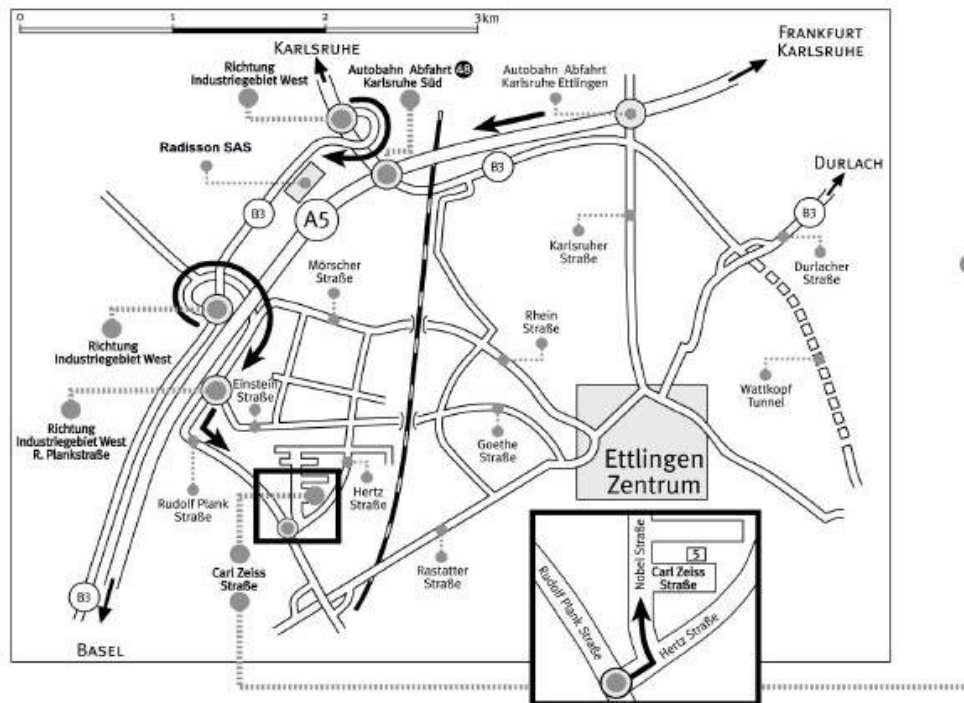 0 1 2 3 km
KARLSRUHE
FRANKFURT
KARLSRUHE
Richtung
Industriegebiet West
Autobahn Abfahrt 48
Karlsruhe Süd
Autobahn Abfahrt
Karlsruhe Ettlingen
Radisson SAS
B3
DURLACH
B3
B3
A5
Karlsruher
Straße
Durlacher
Straße
Mörscher
Straße
Rhein
Straße
Richtung
Industriegebiet West
Einstein
Straße
Wattkopf
Tunnel
Richtung
Industriegebiet West
R. Plankstraße
Goethe
Straße
Ettlingen
Zentrum
Rudolf Plank
Straße
Hertz
Straße
Carl Zeiss
Straße
Rastatter
Straße
B3
BASEL
Nobel Straße
5
Carl Zeiss
Straße
Rudolf Plank Straße
Hertz Straße